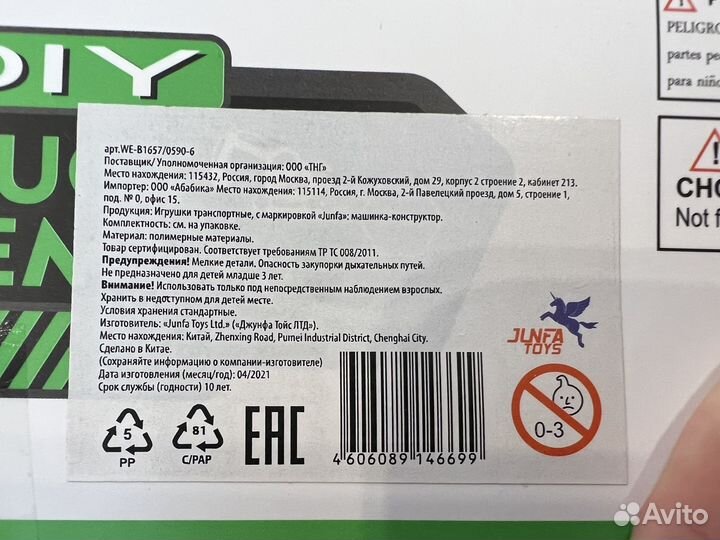 DIY
PELIGRO
partes pe
para niño
CHO
Not f
арт.WE-B1657/0590-6
Поставщик/ Уполномоченная организация: ООО «ТНГ»
Место нахождения: 115432, Россия, город Москва, проезд 2-й Кожуховский, дом 29, корпус 2 строение 2, кабинет 213.
Импортер: ООО «Абабика» Место нахождения: 115114, Россия, г. Москва, 2-й Павелецкий проезд, дом 5, строение 1,
под. № 0, офис 15.
Продукция: Игрушки транспортные, с маркировкой «Junfa»: машинка-конструктор.
Комплектность: см. на упаковке.
Материал: полимерные материалы.
Товар сертифицирован. Соответствует требованиям ТР ТС 008/2011.
Предупреждения! Мелкие детали. Опасность закупорки дыхательных путей.
Не предназначено для детей младше 3 лет.
Внимание! Использовать только под непосредственным наблюдением взрослых.
Хранить в недоступном для детей месте.
Условия хранения стандартные.
Изготовитель: «Junfa Toys Ltd.» («Джунфа Тойс ЛТД»).
Место нахождения: Китай, Zhenxing Road, Pumei Industrial District, Chenghai City.
Сделано в Китае.
(Сохраняйте информацию о компании-изготовителе)
Дата изготовления (месяц/год): 04/2021
Срок службы (годности) 10 лет.
JUNFA
TOYS
5
PP
81
C/PAP
EAC
4 606089 146699
0-3
Avito